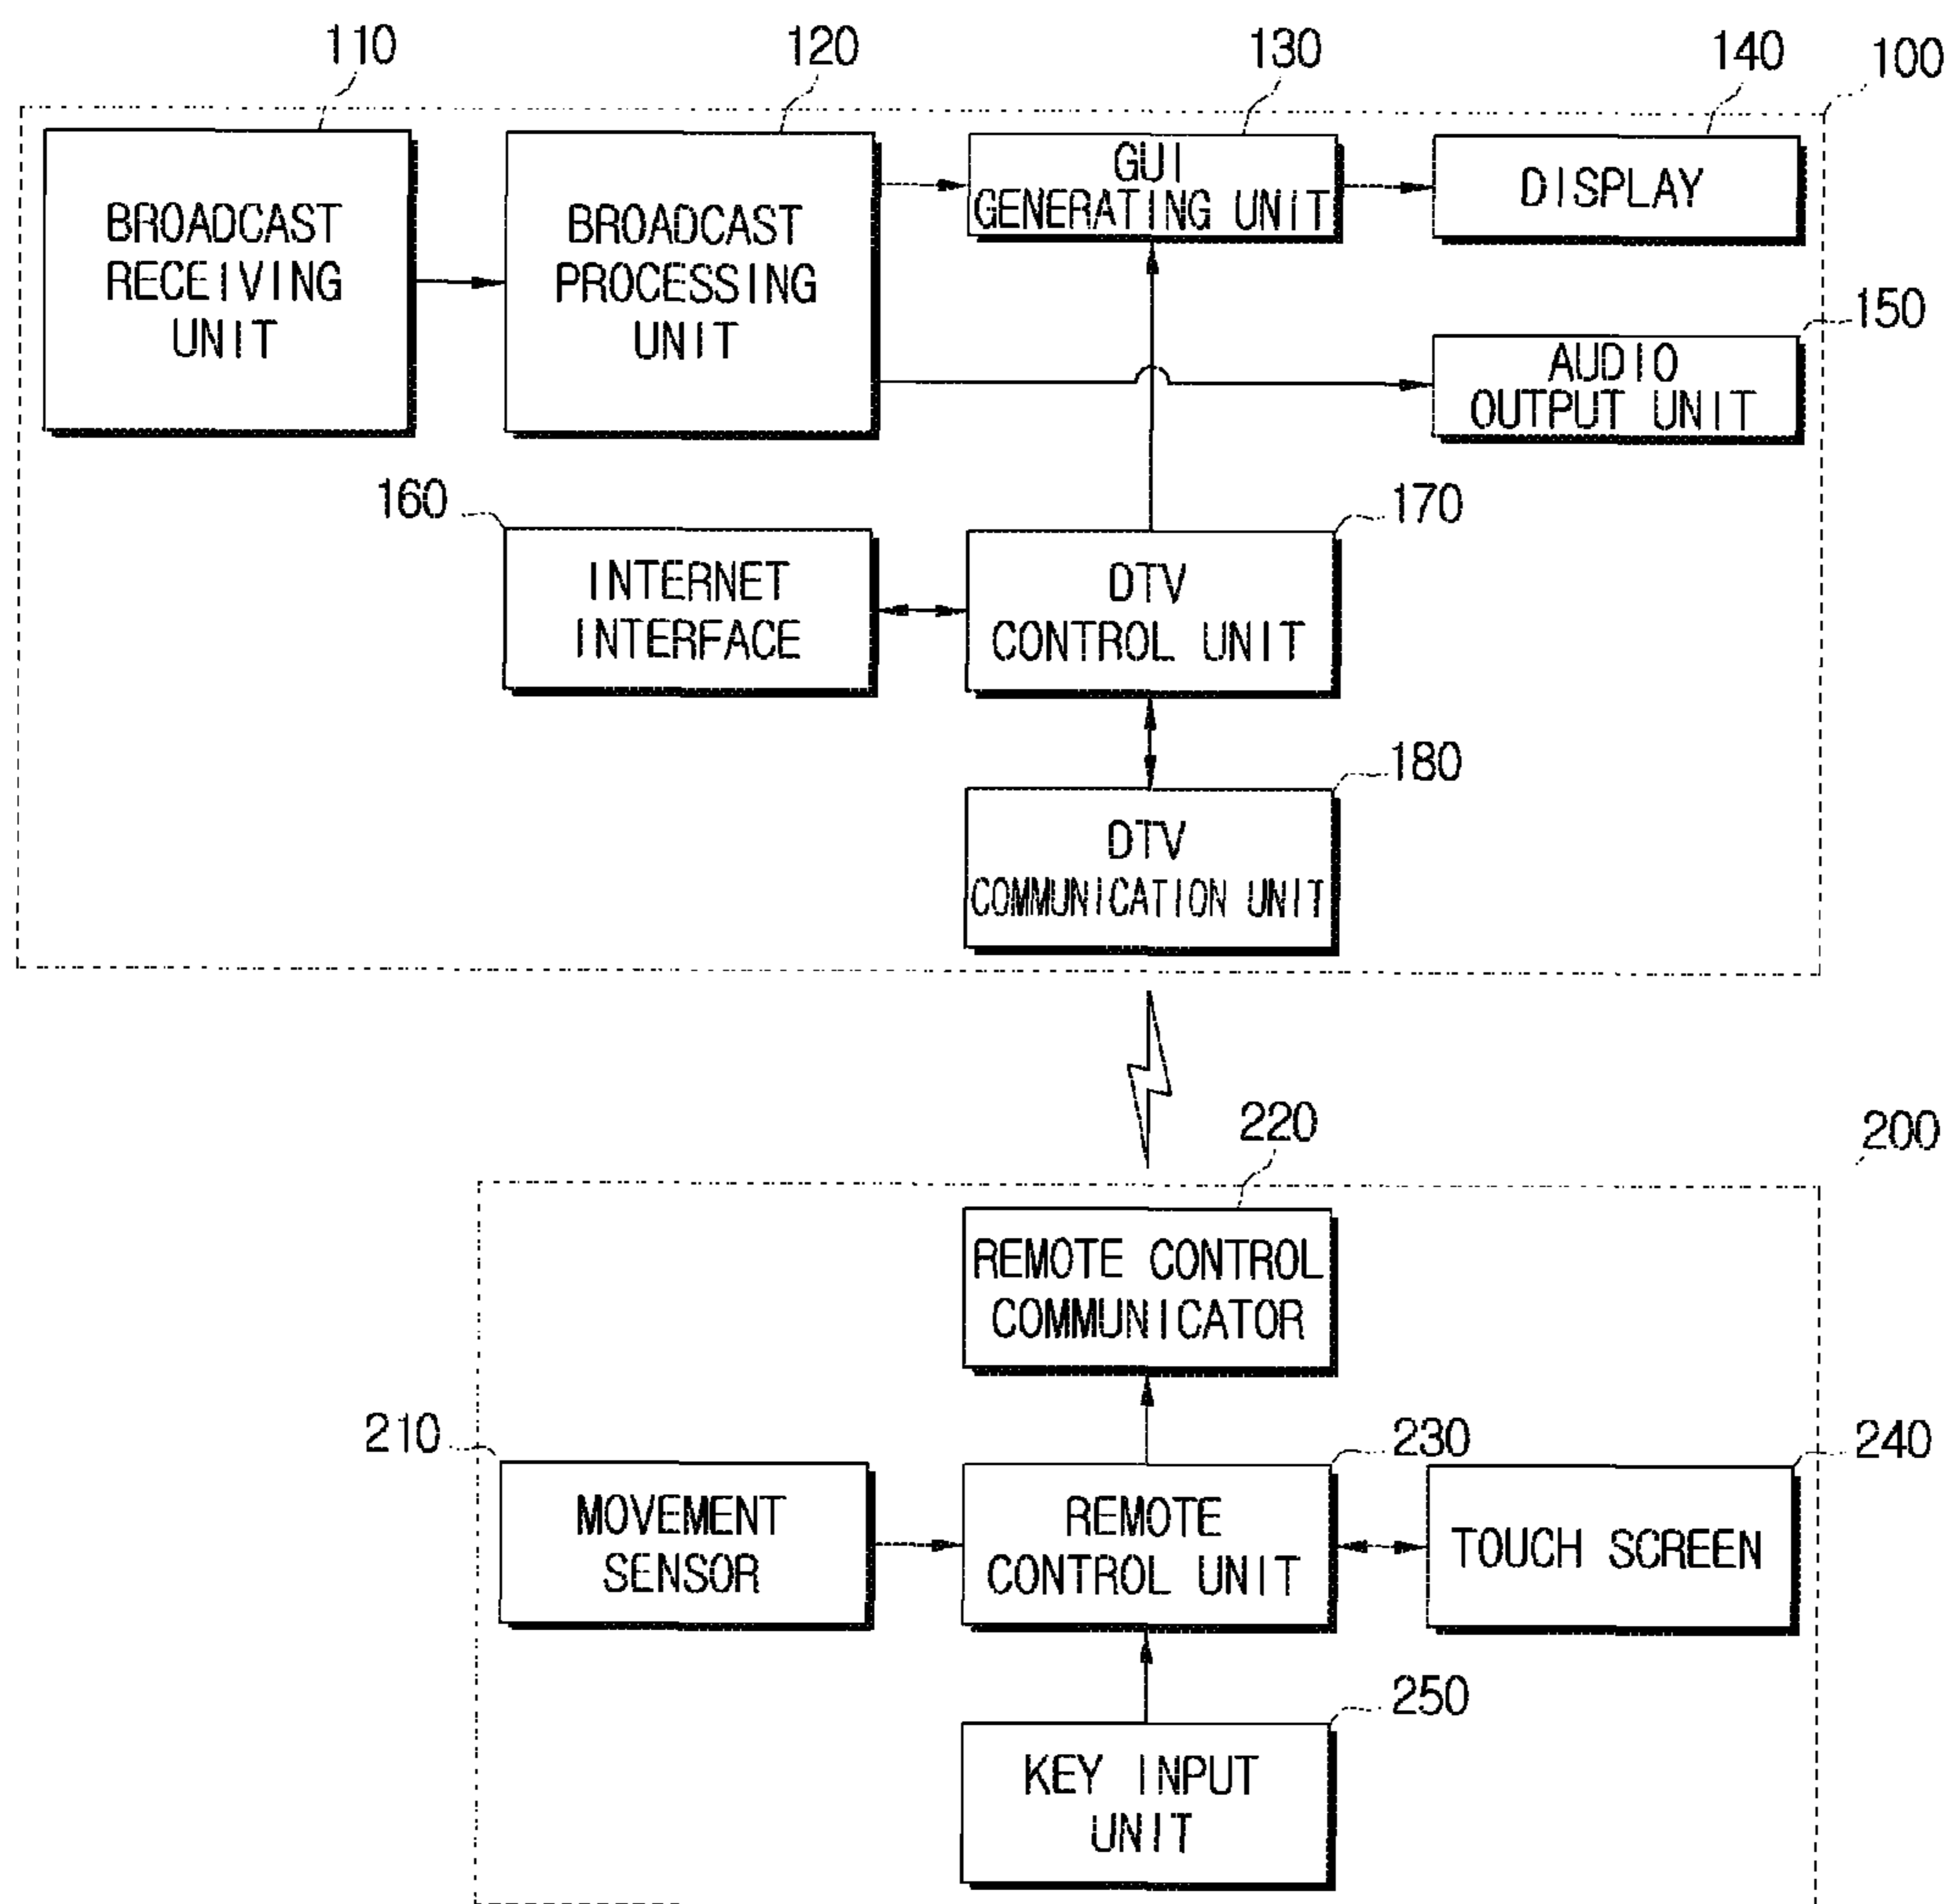 110
120
130
140
100
BROADCAST
RECEIVING
UNIT
BROADCAST
PROCESSING
UNIT
GUI
GENERATING UNIT
DISPLAY
150
AUDIO
OUTPUT UNIT
160
170
INTERNET
INTERFACE
DTV
CONTROL UNIT
180
DTV
COMMUNICATION UNIT
220
200
REMOTE CONTROL
COMMUNICATOR
210
230
240
MOVEMENT
SENSOR
REMOTE
CONTROL UNIT
TOUCH SCREEN
250
KEY INPUT
UNIT